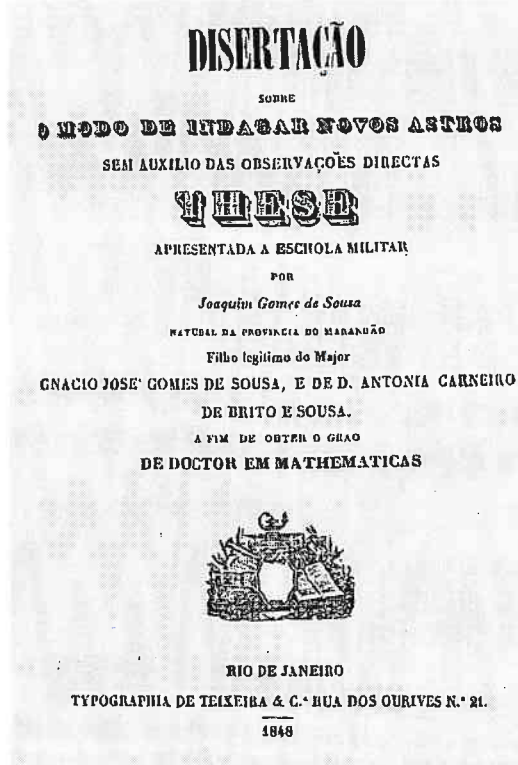 DISERTAÇÃO
SOBRE
O MODO DE INDAGAR NOVOS ASTROS
SEM AUXILIO DAS OBSERVAÇOES DIRECTAS
THESE
APRESENTADA A ESCHOLA MILITAR
POR
Joaquim Gomes de Sousa
NATURAL DA PROVINCIA DO MARANHÃO
Filho legitimo do Major
GNACIO JOSE' GOMES DE SOUSA, E DE D. ANTONIA CARNEIRO
DE BRITO E SOUSA.
A FIM DE OBTER O GRAO
DE DOCTOR EM MATHEMATICAS
RIO DE JANEIRO
TYPOGRAPHIA DE TEIXEIRA & C.ª RUA DOS OURIVES N.º 21.
1848